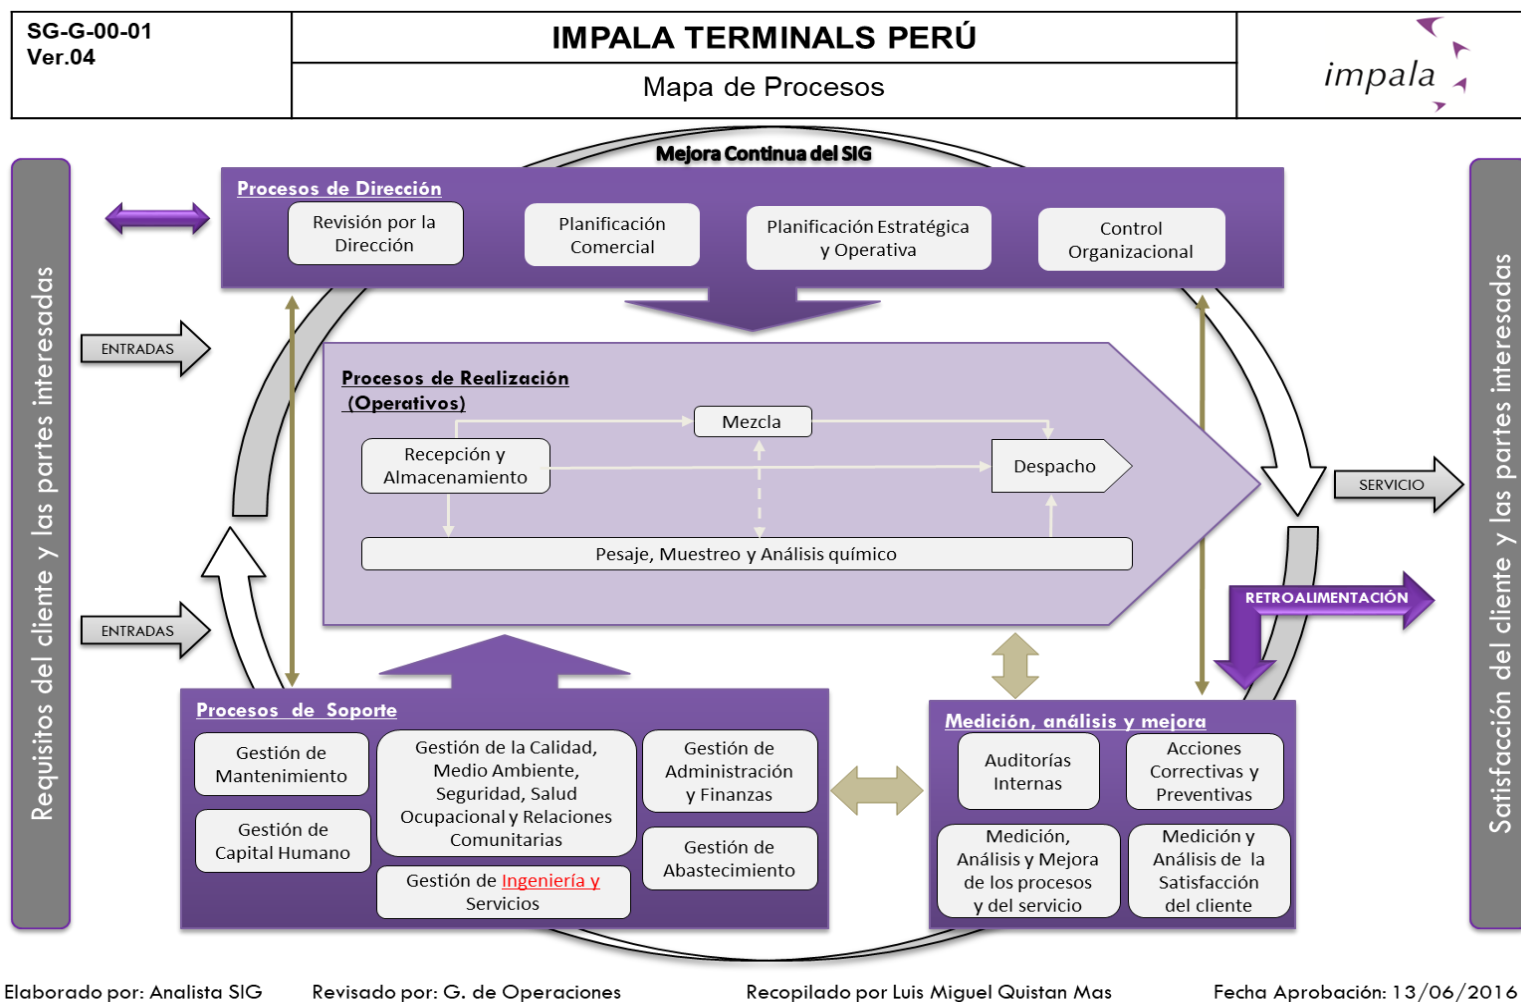 SG-G-00-01
Ver.04
IMPALA TERMINALS PERÚ
Mapa de Procesos
impala
Mejora Continua del SIG
Requisitos del cliente y las partes interesadas
Satisfacción del cliente y las partes interesadas
Procesos de Dirección
Revisión por la
Dirección
Planificación
Comercial
Planificación Estratégica
y Operativa
Control
Organizacional
ENTRADAS
ENTRADAS
Procesos de Realización
(Operativos)
Mezcla
Recepción y
Almacenamiento
Despacho
Pesaje, Muestreo y Análisis químico
SERVICIO
RETROALIMENTACIÓN
Procesos de Soporte
Gestión de
Mantenimiento
Gestión de
Capital Humano
Gestión de la Calidad,
Medio Ambiente,
Seguridad, Salud
Ocupacional y Relaciones
Comunitarias
Gestión de Ingeniería y
Servicios
Gestión de
Administración
y Finanzas
Gestión de
Abastecimiento
Medición, análisis y mejora
Auditorías
Internas
Acciones
Correctivas y
Preventivas
Medición,
Análisis y Mejora
de los procesos
y del servicio
Medición y
Análisis de la
Satisfacción
del cliente
Elaborado por: Analista SIG
Revisado por: G. de Operaciones
Recopilado por Luis Miguel Quistan Mas
Fecha Aprobación: 13/06/2016